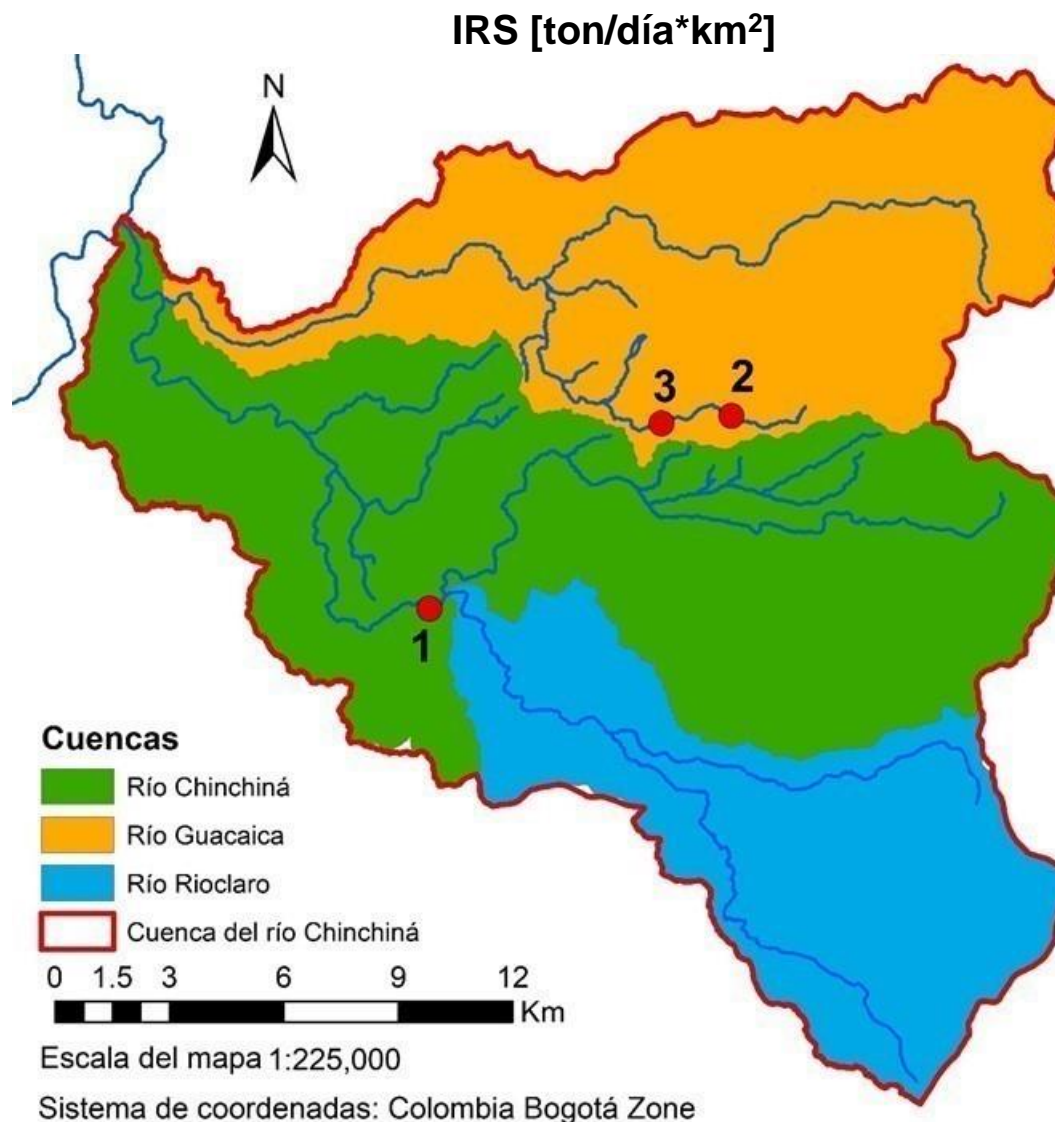 IRS [ton/día*km²]
N
3 2
1
Cuencas
Río Chinchiná
Río Guacaica
Río Rioclaro
Cuenca del río Chinchiná
0 1.5 3 6 9 12
Km
Escala del mapa 1:225,000
Sistema de coordenadas: Colombia Bogotá Zone